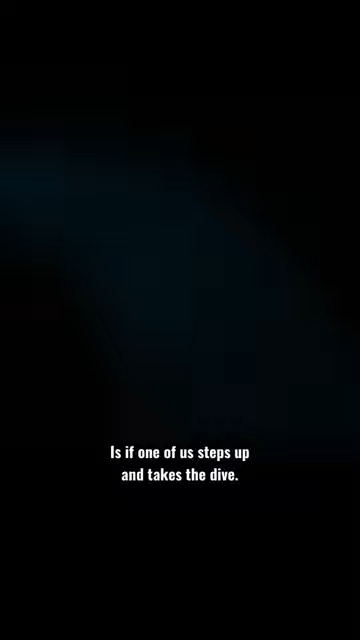 Is if one of us steps up
and takes the dive.